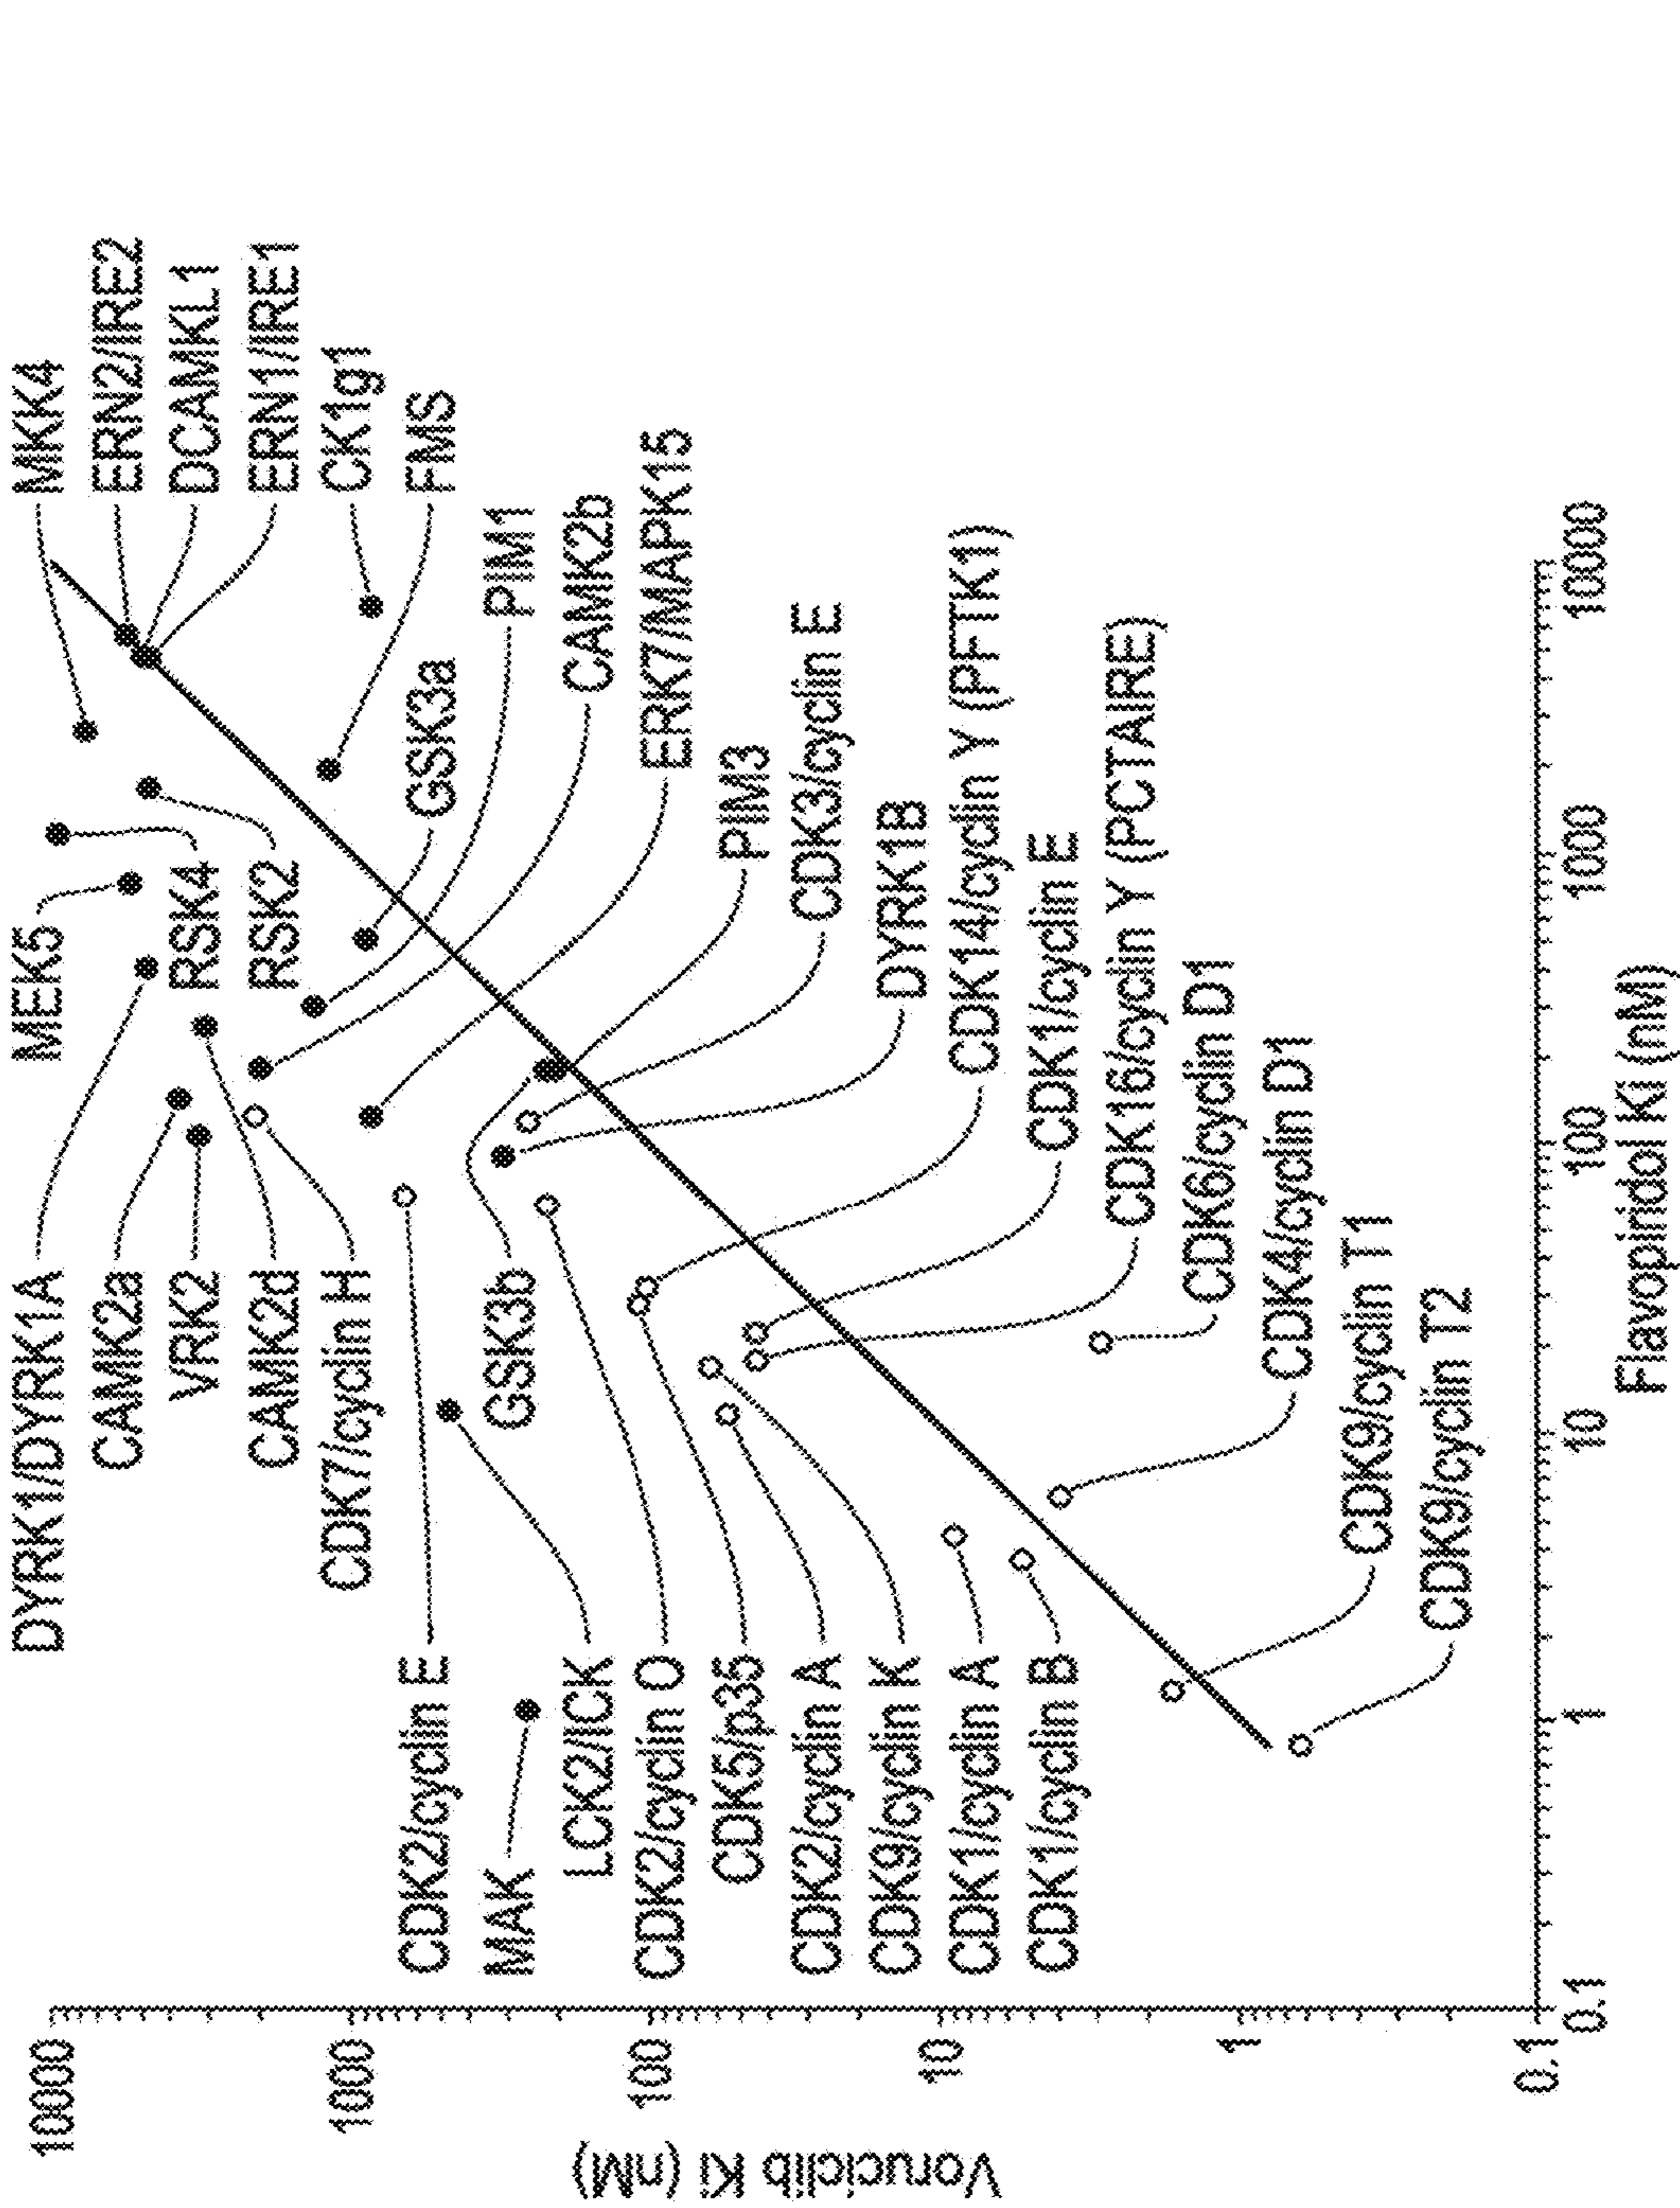 MKK4
ERN2/IRE2
DCAMKL1
ERN1/IRE1
CK1g1
FMS
MEK5
RSK4
RSK2
GSK3a
PIM1
CAMK2b
ERK7/MAPK15
PIM3
CDK3/cyclin E
DYRK1B
CDK14/cyclin Y (PFTK1)
CDK1/cyclin E
CDK16/cyclin Y (PCTAIRE)
CDK6/cyclin D1
CDK4/cyclin D1
CDK9/cyclin T1
CDK9/cyclin T2
DYRK1/DYRK1A
CAMK2a
VRK2
CAMK2d
CDK7/cyclin H
GSK3b
CDK2/cyclin E
MAK
LCK2/ICK
CDK2/cyclin O
CDK5/p35
CDK2/cyclin A
CDK9/cyclin K
CDK1/cyclin A
CDK1/cyclin B
10000
1000
100
10
1
0.1
Voruciclib Ki (nM)
0.1
1
10
100
1000
10000
Flavopiridol Ki (nM)